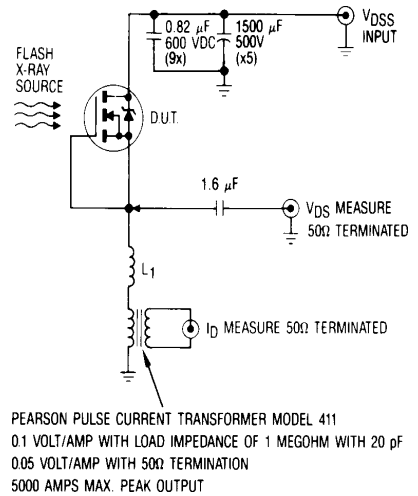 0.82 µF
600 VDC
(9x)
1500 µF
500V
(x5)
VDSS
INPUT
FLASH
X-RAY
SOURCE
D.U.T.
1.6 µF
VDS MEASURE
50Ω TERMINATED
L1
ID MEASURE 50Ω TERMINATED
PEARSON PULSE CURRENT TRANSFORMER MODEL 411
0.1 VOLT/AMP WITH LOAD IMPEDANCE OF 1 MEGOHM WITH 20 pF
0.05 VOLT/AMP WITH 50Ω TERMINATION
5000 AMPS MAX. PEAK OUTPUT